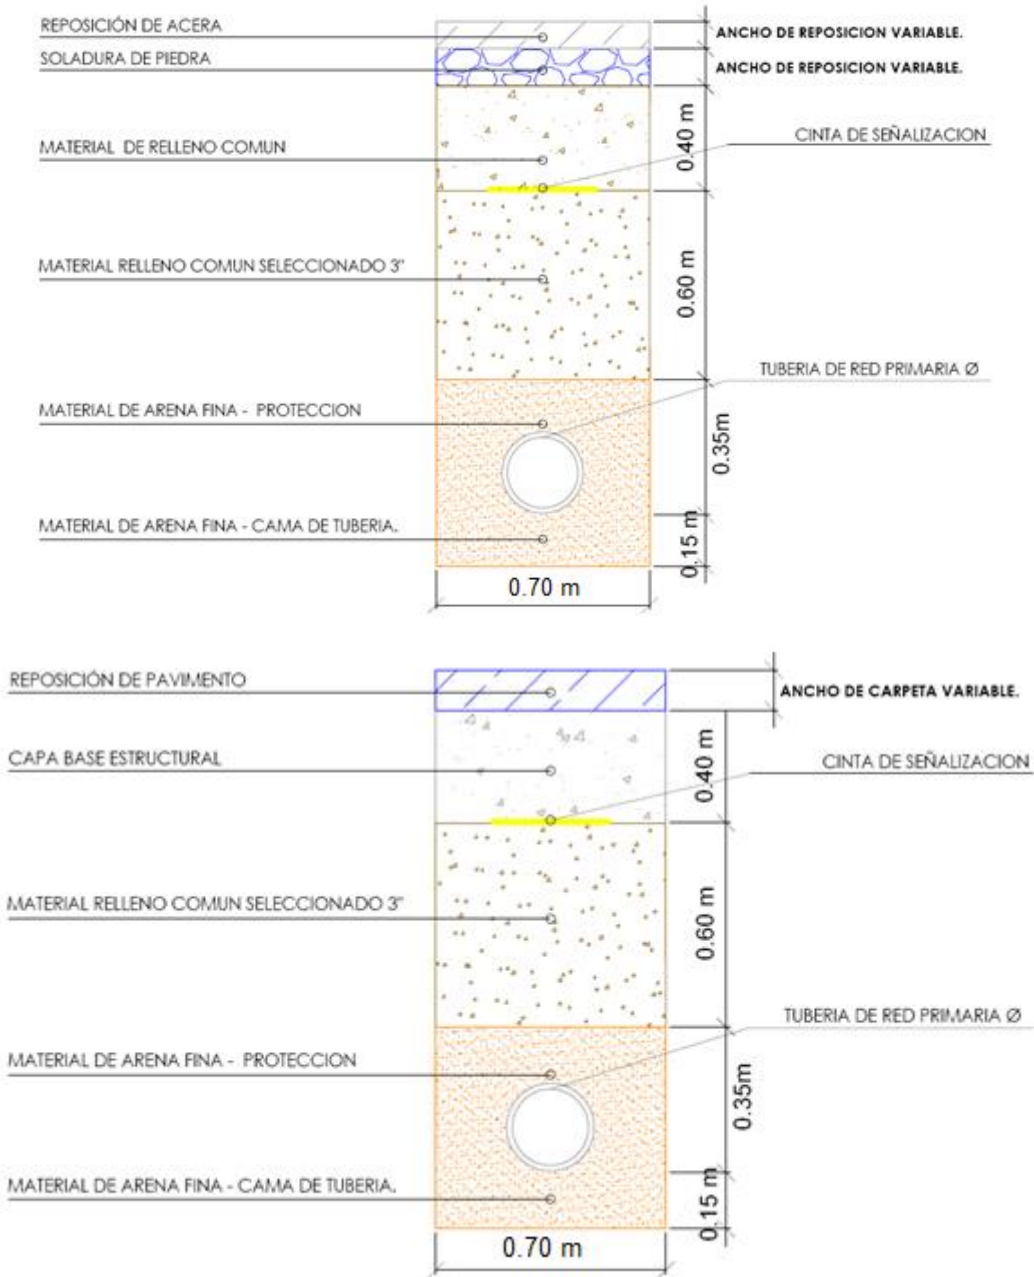 REPOSICIÓN DE ACERA
ANCHO DE REPOSICION VARIABLE.
SOLADURA DE PIEDRA
ANCHO DE REPOSICION VARIABLE.
0.40 m
CINTA DE SEÑALIZACION
MATERIAL DE RELLENO COMUN
MATERIAL RELLENO COMUN SELECCIONADO 3"
0.60 m
TUBERIA DE RED PRIMARIA Ø
MATERIAL DE ARENA FINA - PROTECCION
0.35m
MATERIAL DE ARENA FINA - CAMA DE TUBERIA.
0.15 m
0.70 m
REPOSICIÓN DE PAVIMENTO
ANCHO DE CARPETA VARIABLE.
CAPA BASE ESTRUCTURAL
0.40 m
CINTA DE SEÑALIZACION
MATERIAL RELLENO COMUN SELECCIONADO 3"
0.60 m
TUBERIA DE RED PRIMARIA Ø
MATERIAL DE ARENA FINA - PROTECCION
0.35m
MATERIAL DE ARENA FINA - CAMA DE TUBERIA.
0.15 m
0.70 m